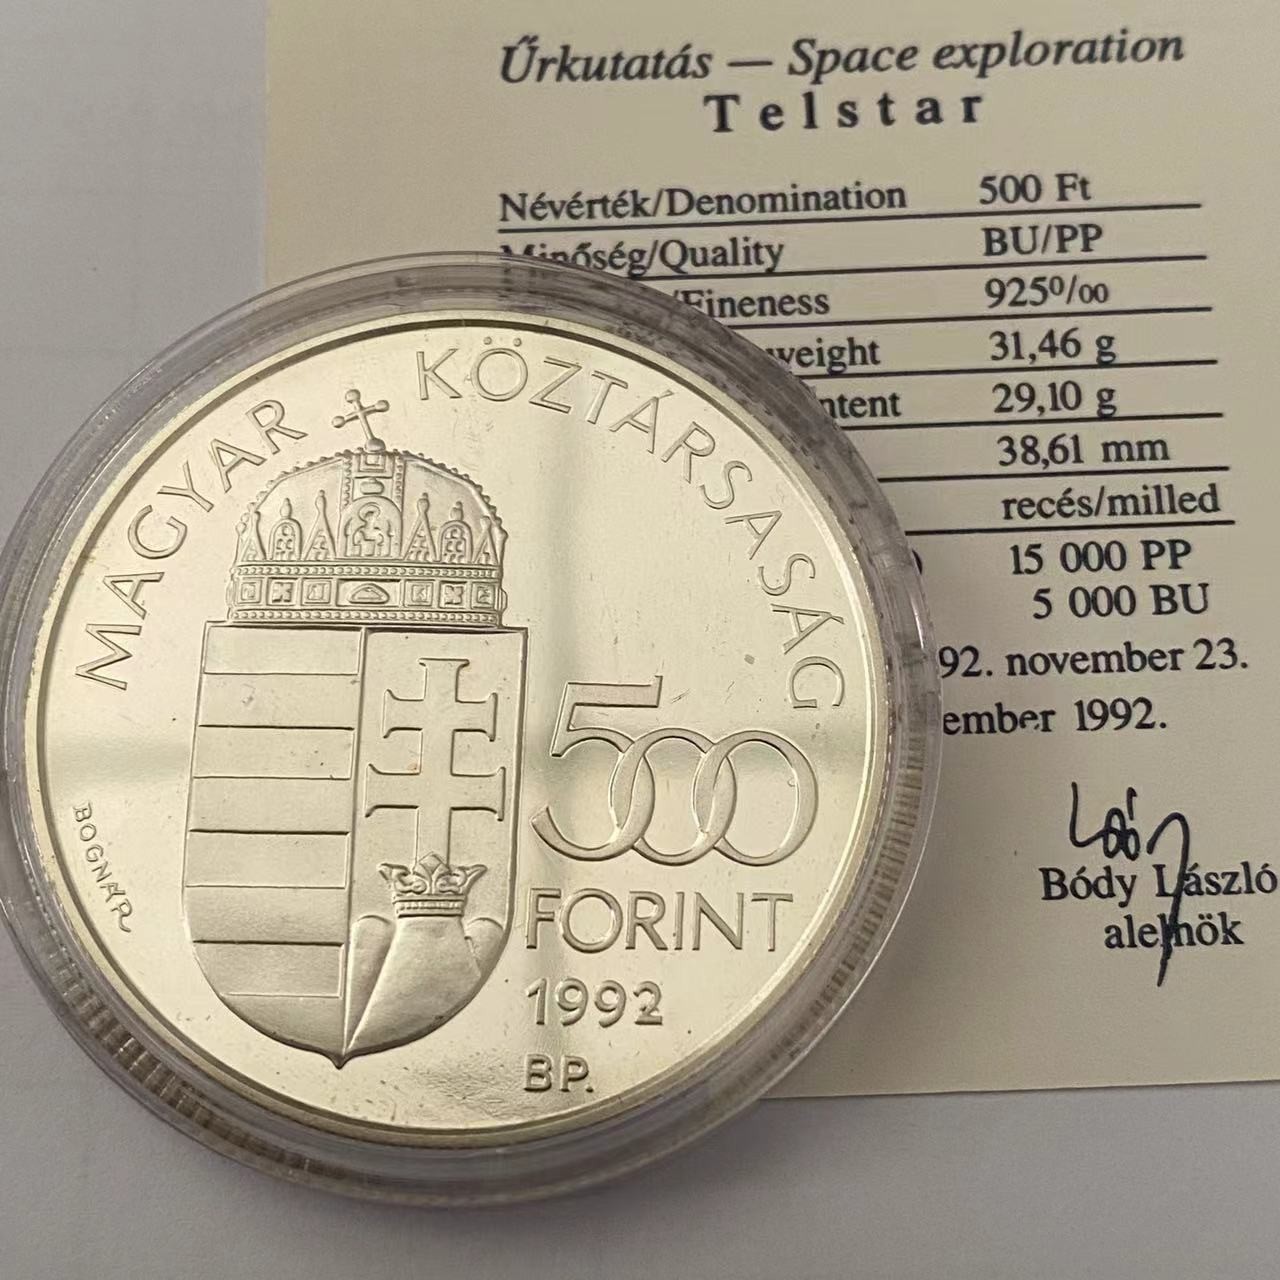 Űrkutatás — Space exploration
Telstar
Névérték/Denomination 500 Ft
Minőség/Quality BU/PP
/Fineness 925⁰/₀₀
weight 31,46 g
29,10 g
38,61 mm
recés/milled
15 000 PP
5 000 BU
92. november 23.
1992.
Bódy László
alelnök
MAGYAR KÖZTÁRSASÁG
500
FORINT
1992
BP.
BOGNÁR